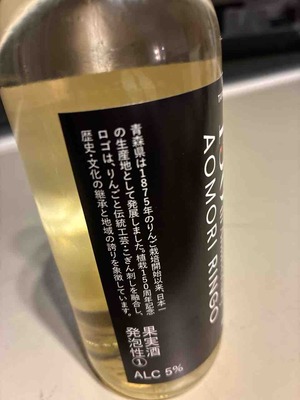 青森県は1875年のりんご栽培開始以来、日本一
の生産地として発展しました。植栽150周年記念
ロゴは、りんごと伝統工芸・こぎん刺しを融合し、
歴史・文化の継承と地域の誇りを象徴しています。
果実酒
発泡性①
ALC 5%
AOMORI RINGO